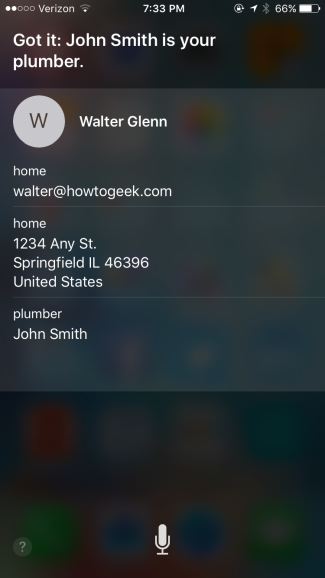 Verizon 7:33 PM 66%
Got it: John Smith is your
plumber.
W
Walter Glenn
home
walter@howtogeek.com
home
1234 Any St.
Springfield IL 46396
United States
plumber
John Smith
?